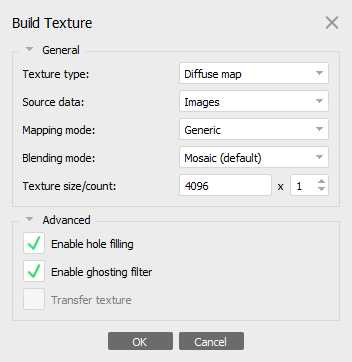 Build Texture
General
Texture type: Diffuse map
Source data: Images
Mapping mode: Generic
Blending mode: Mosaic (default)
Texture size/count: 4096 x 1
Advanced
Enable hole filling
Enable ghosting filter
Transfer texture
OK Cancel